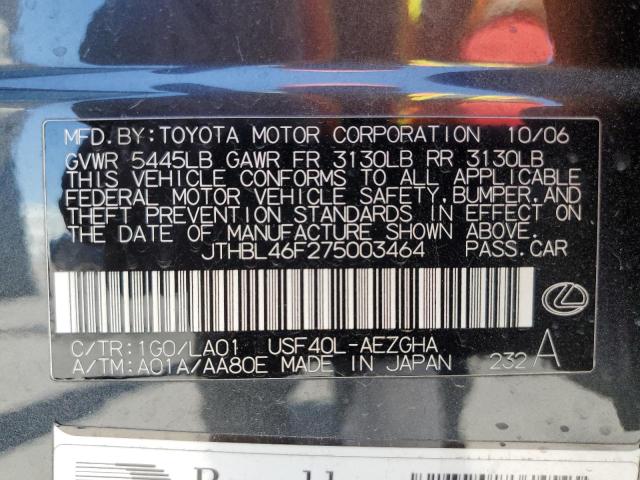 MFD.BY:TOYOTA MOTOR CORPORATION 10/06
GVWR 5445LB GAWR FR 3130LB RR 3130LB
THIS VEHICLE CONFORMS TO ALL APPLICABLE
FEDERAL MOTOR VEHICLE SAFETY,BUMPER,AND
THEFT PREVENTION STANDARDS IN EFFECT ON
THE DATE OF MANUFACTURE SHOWN ABOVE.
JTHBL46F275003464 PASS.CAR
C/TR:1G0/LA01 USF40L-AEZGHA
A/TM:A01A/AA80E MADE IN JAPAN 232 A